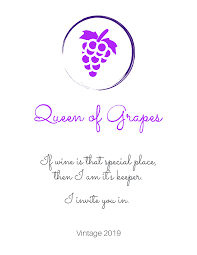 Queen of Grapes
If wine is that special place,
then I am it's keeper.
I invite you in.
Vintage 2019